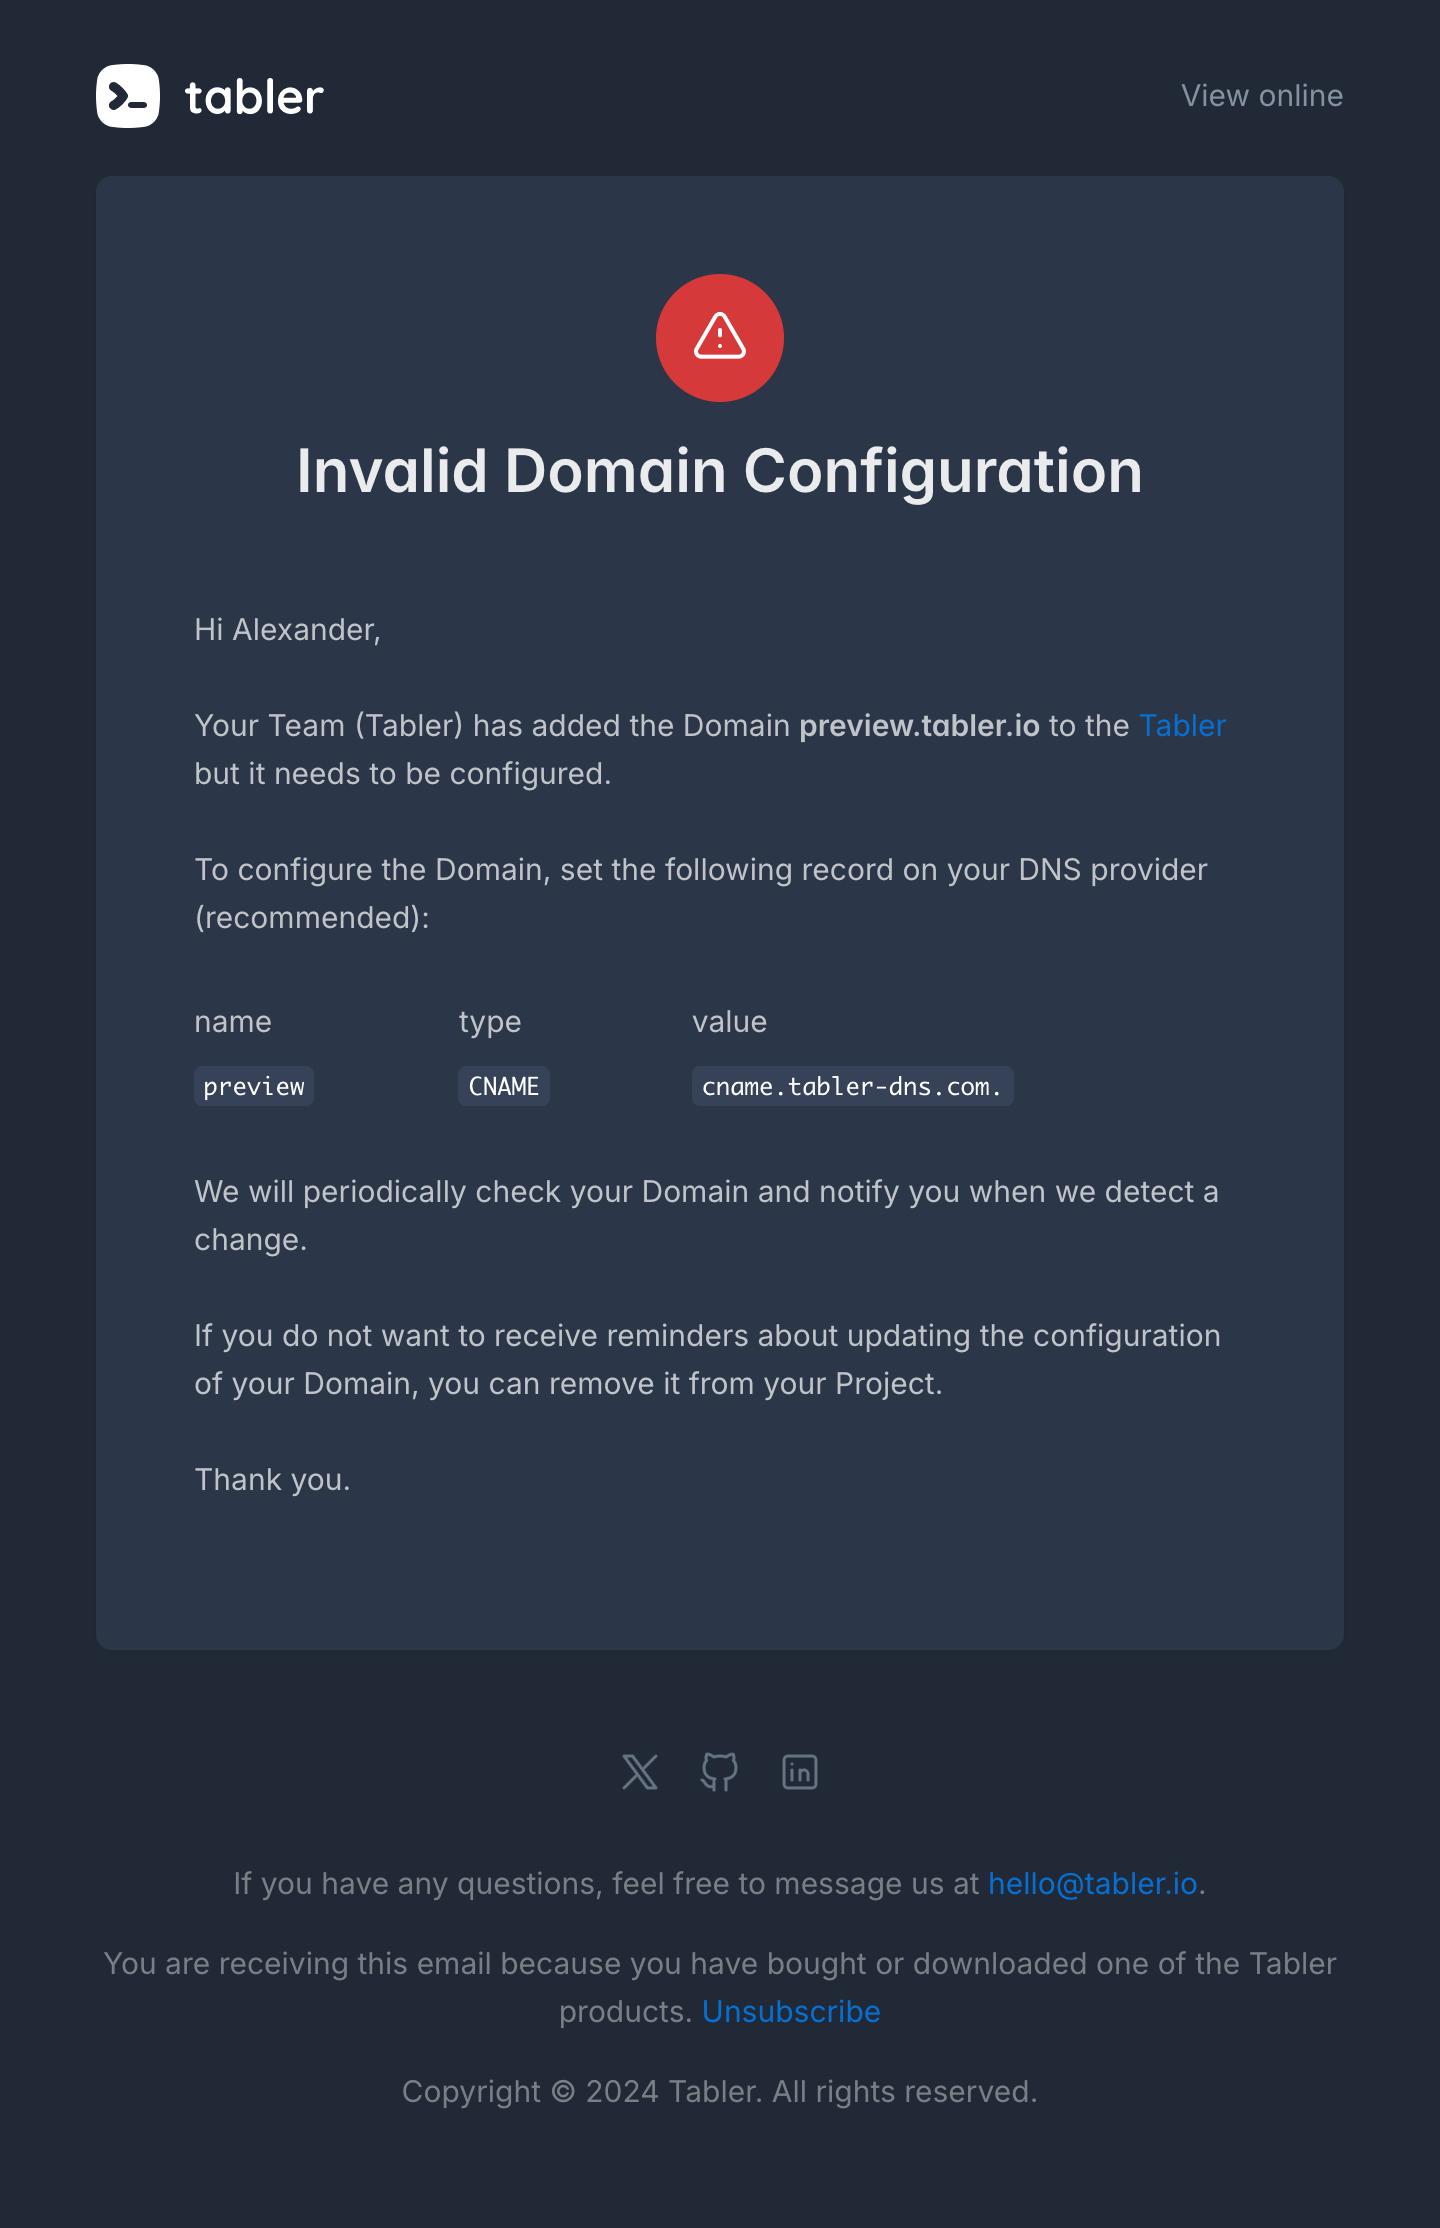 tabler
View online
Invalid Domain Configuration
Hi Alexander,
Your Team (Tabler) has added the Domain preview.tabler.io to the Tabler
but it needs to be configured.
To configure the Domain, set the following record on your DNS provider
(recommended):
name type value
preview CNAME cname.tabler-dns.com.
We will periodically check your Domain and notify you when we detect a
change.
If you do not want to receive reminders about updating the configuration
of your Domain, you can remove it from your Project.
Thank you.
If you have any questions, feel free to message us at hello@tabler.io.
You are receiving this email because you have bought or downloaded one of the Tabler
products. Unsubscribe
Copyright © 2024 Tabler. All rights reserved.